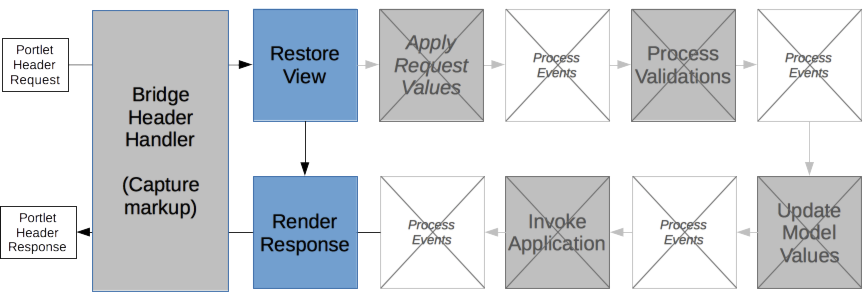 Portlet
Header
Request
Bridge
Header
Handler
(Capture
markup)
Restore
View
Apply
Request
Values
Process
Events
Process
Validations
Process
Events
Portlet
Header
Response
Render
Response
Process
Events
Invoke
Application
Process
Events
Update
Model
Values